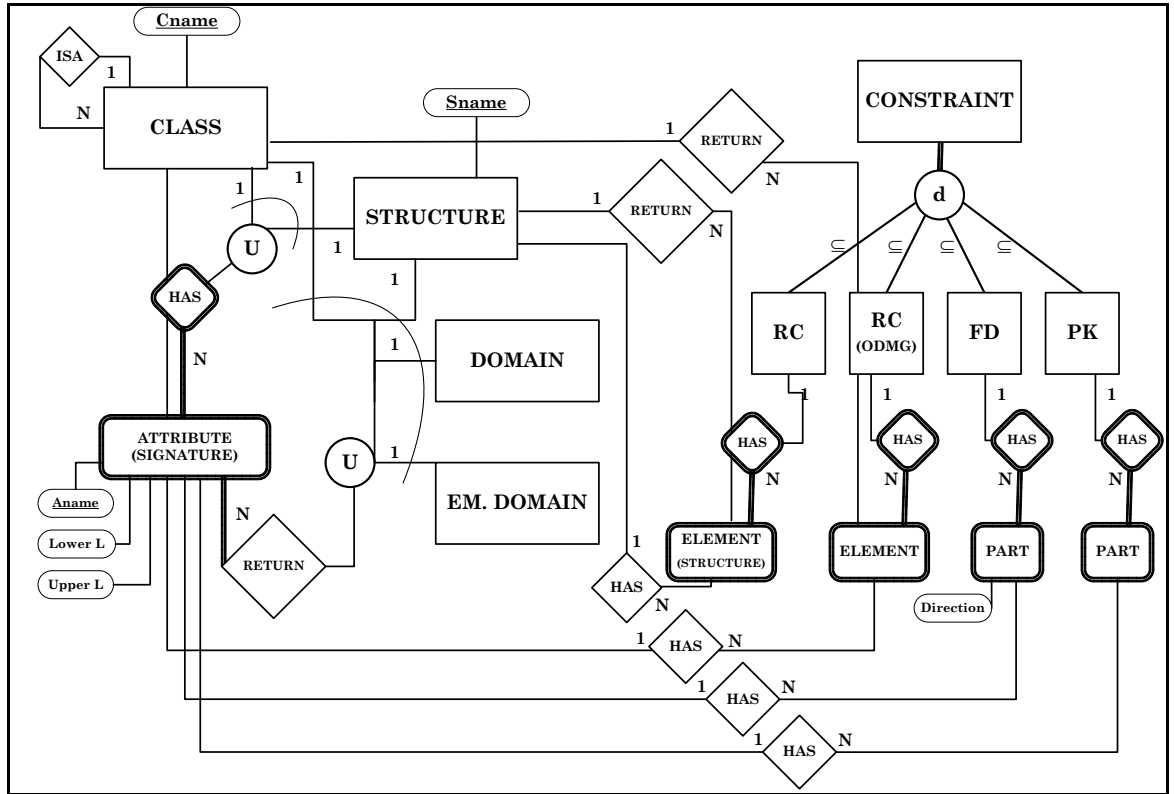 Cname
ISA
1
N
CLASS
Sname
CONSTRAINT
1
RETURN
N
d
1
1
STRUCTURE
1
RETURN
N
U
1
⊆
⊆
⊆
⊆
HAS
1
N
RC
RC
(ODMG)
FD
PK
1
DOMAIN
1
1
1
1
ATTRIBUTE
(SIGNATURE)
HAS
HAS
HAS
HAS
U
1
N
N
N
N
Aname
EM. DOMAIN
N
Lower L
1
ELEMENT
(STRUCTURE)
ELEMENT
PART
PART
RETURN
Upper L
HAS
N
Direction
1
HAS
N
1
HAS
N
1
HAS
N